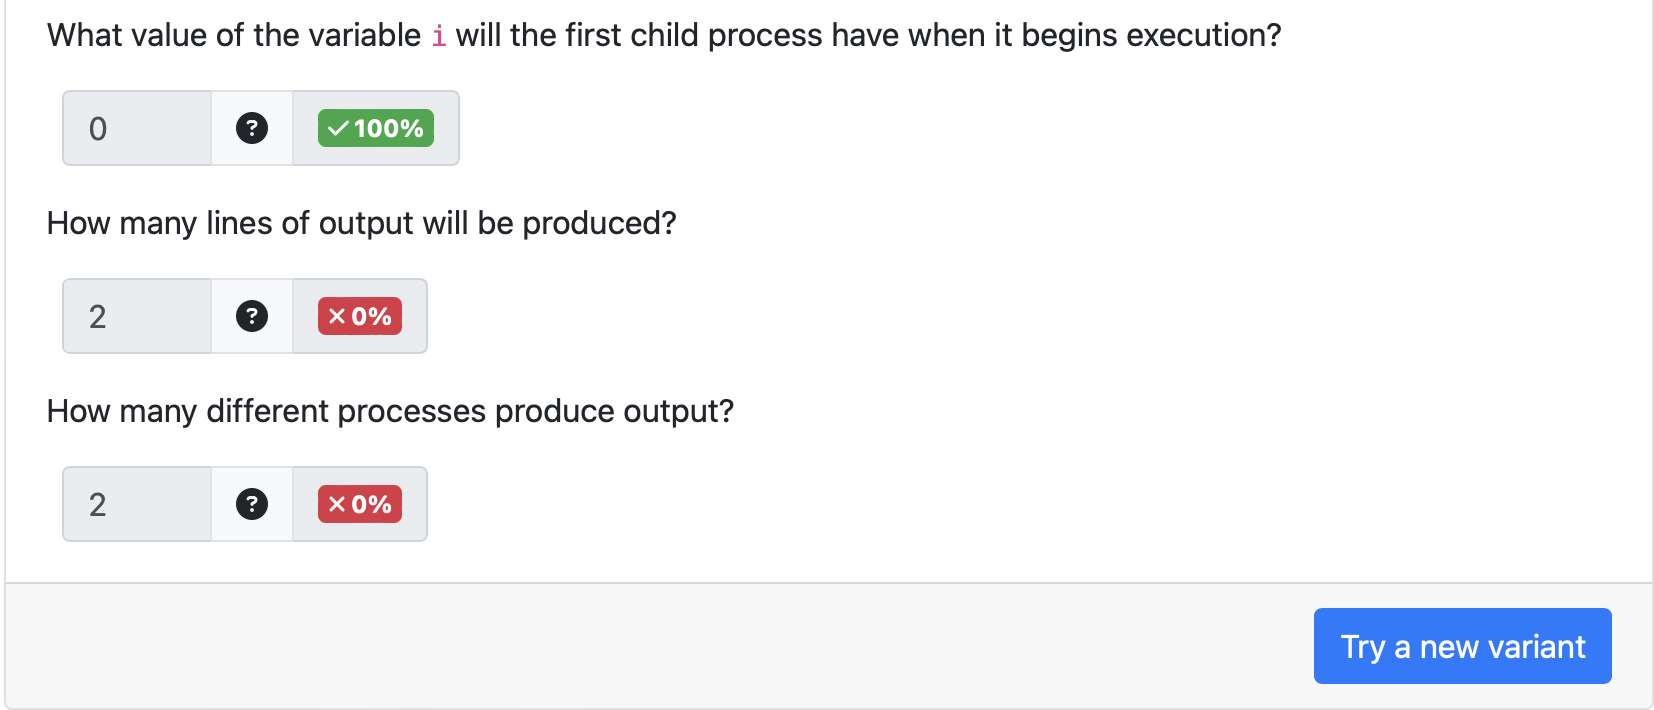 What value of the variable i will the first child process have when it begins execution?
0 ? ✓ 100%
How many lines of output will be produced?
2 ? ✕ 0%
How many different processes produce output?
2 ? ✕ 0%
Try a new variant